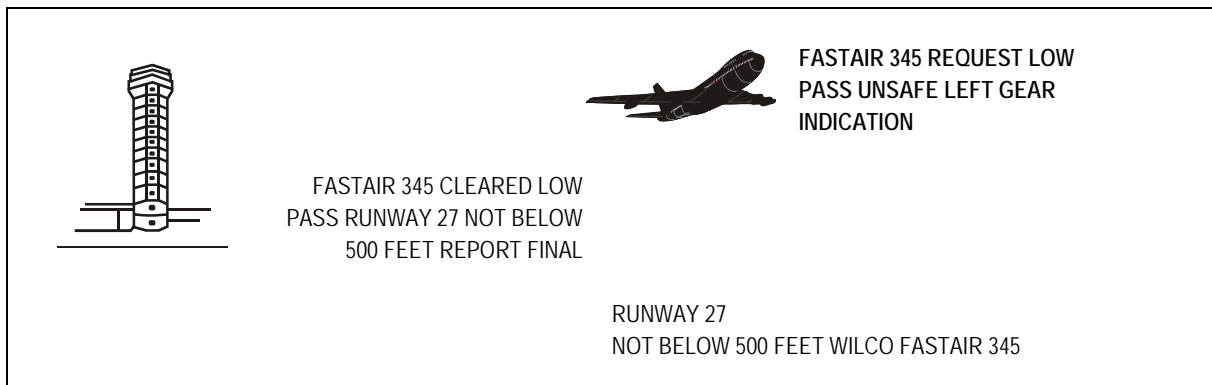 FASTAIR 345 REQUEST LOW
PASS UNSAFE LEFT GEAR
INDICATION
FASTAIR 345 CLEARED LOW
PASS RUNWAY 27 NOT BELOW
500 FEET REPORT FINAL
RUNWAY 27
NOT BELOW 500 FEET WILCO FASTAIR 345